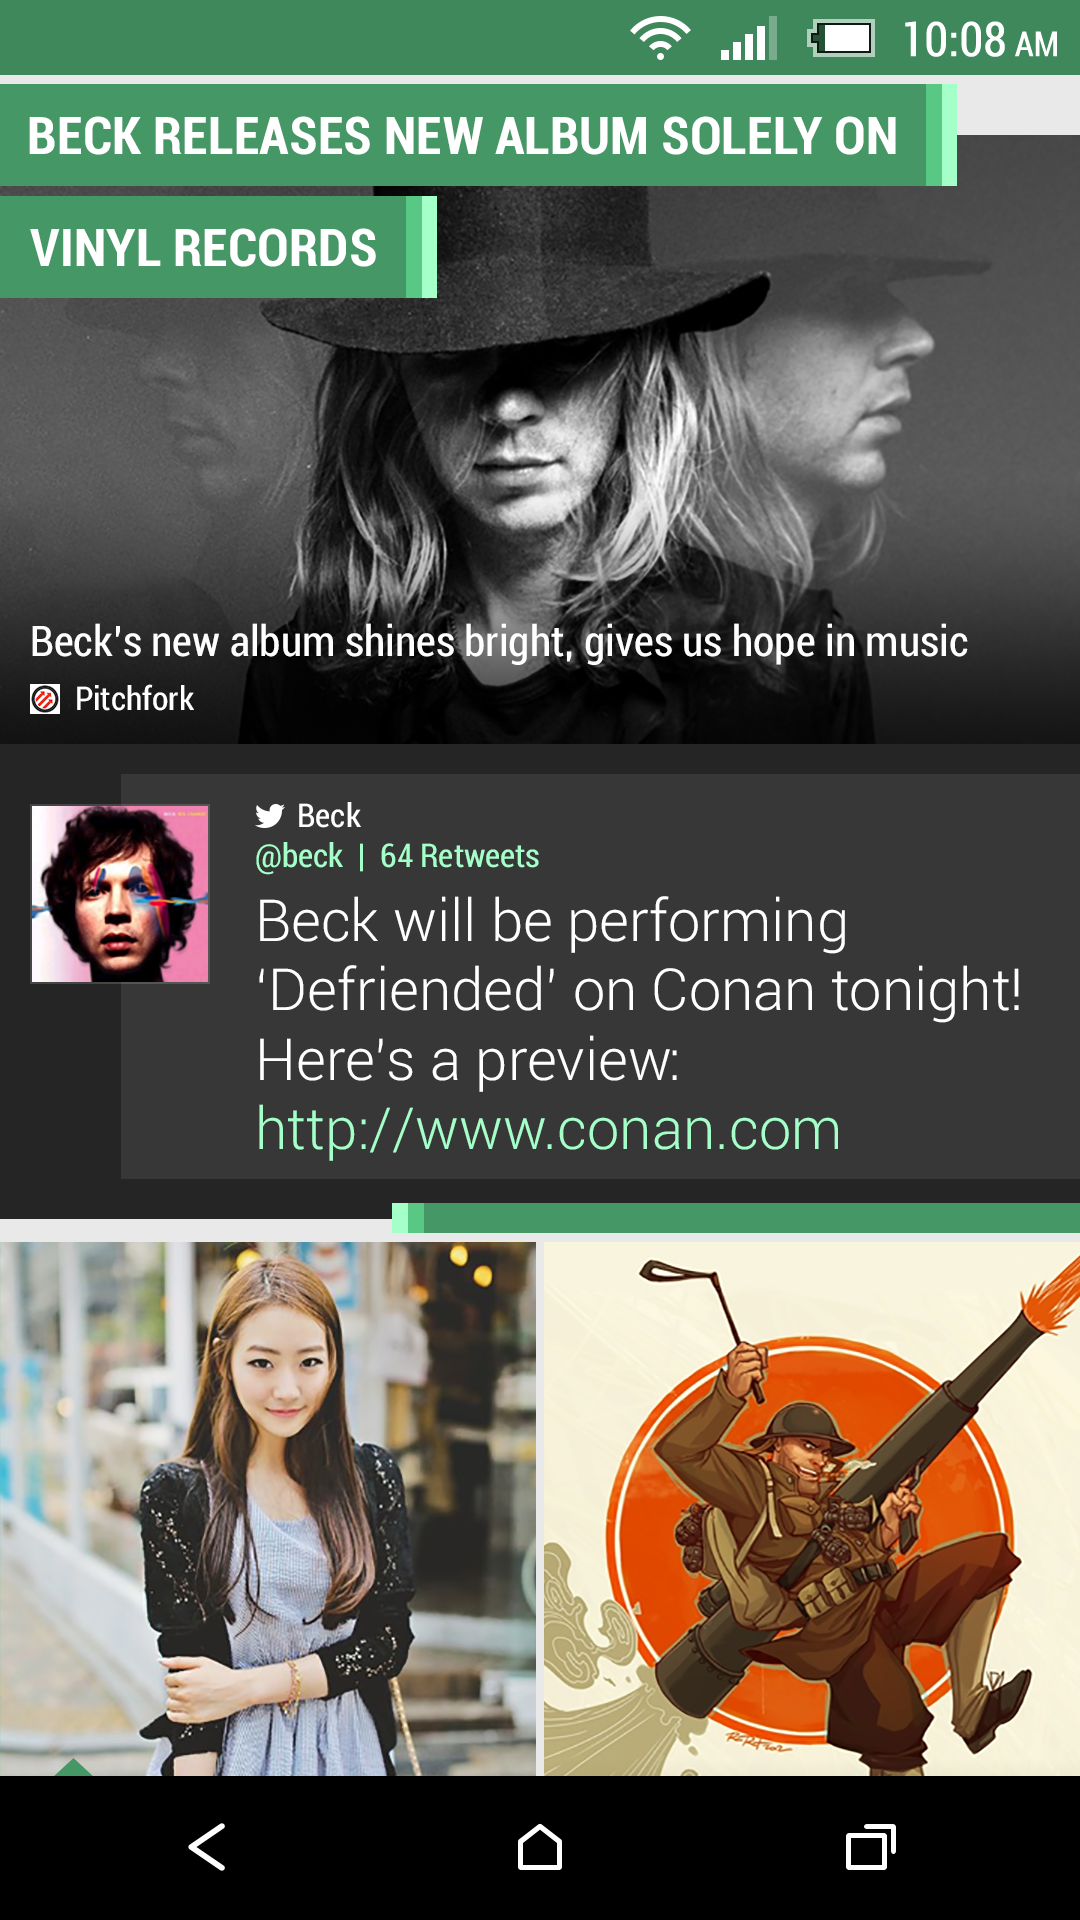 10:08 AM
BECK RELEASES NEW ALBUM SOLELY ON
VINYL RECORDS
Beck's new album shines bright, gives us hope in music
Pitchfork
Beck
@beck | 64 Retweets
Beck will be performing
‘Defriended’ on Conan tonight!
Here's a preview:
http://www.conan.com